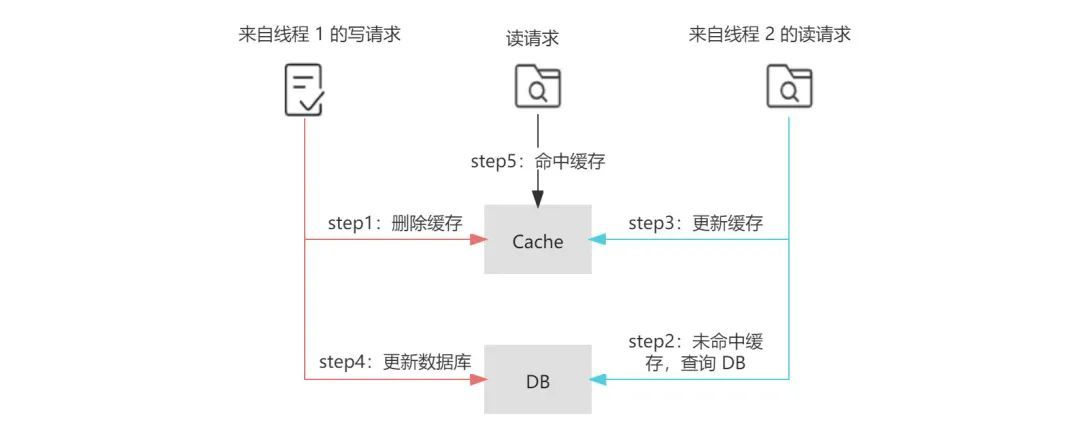 来自线程 1 的写请求
读请求
来自线程 2 的读请求
step5：命中缓存
step1：删除缓存
Cache
step3：更新缓存
step4：更新数据库
DB
step2：未命中缓
存，查询 DB